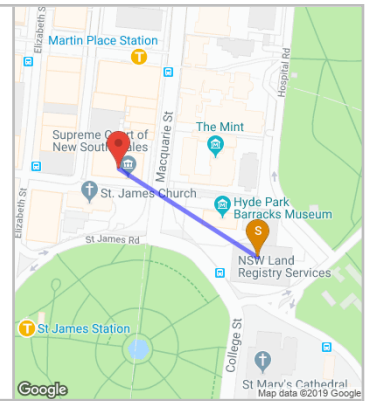 Elizabeth St
Martin Place Station
T
Hospital Rd
Macquarie St
The Mint
Supreme Court of
New South Wales
St. James Church
Hyde Park
Barracks Museum
Elizabeth St
S
St James Rd
NSW Land
Registry Services
T
St James Station
College St
St Mary's Cathedral
Google
Map data ©2019 Google